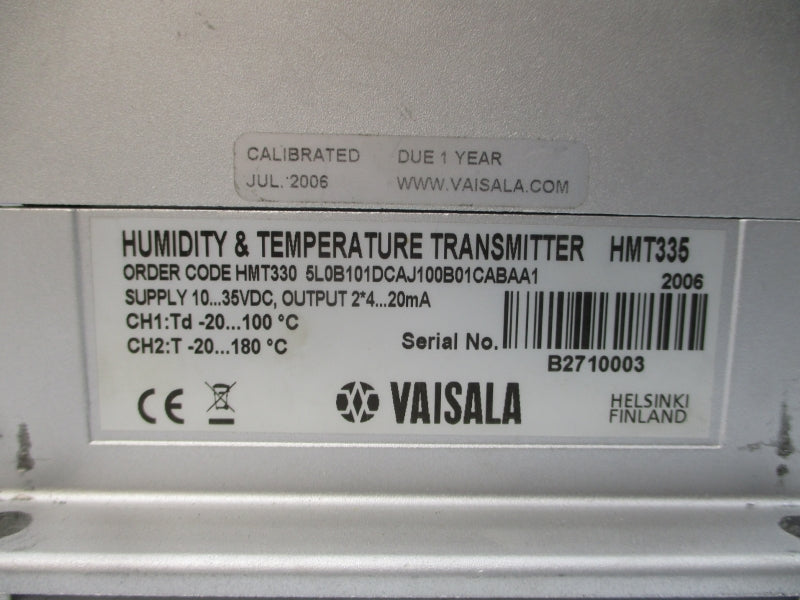 CALIBRATED DUE 1 YEAR
JUL. 2006 WWW.VAISALA.COM
HUMIDITY & TEMPERATURE TRANSMITTER HMT335
ORDER CODE HMT330 5L0B101DCAJ100B01CABAA1
2006
SUPPLY 10...35VDC, OUTPUT 2*4...20mA
CH1:Td -20...100 °C
CH2:T -20...180 °C
Serial No.
B2710003
CE
VAISALA
HELSINKI
FINLAND